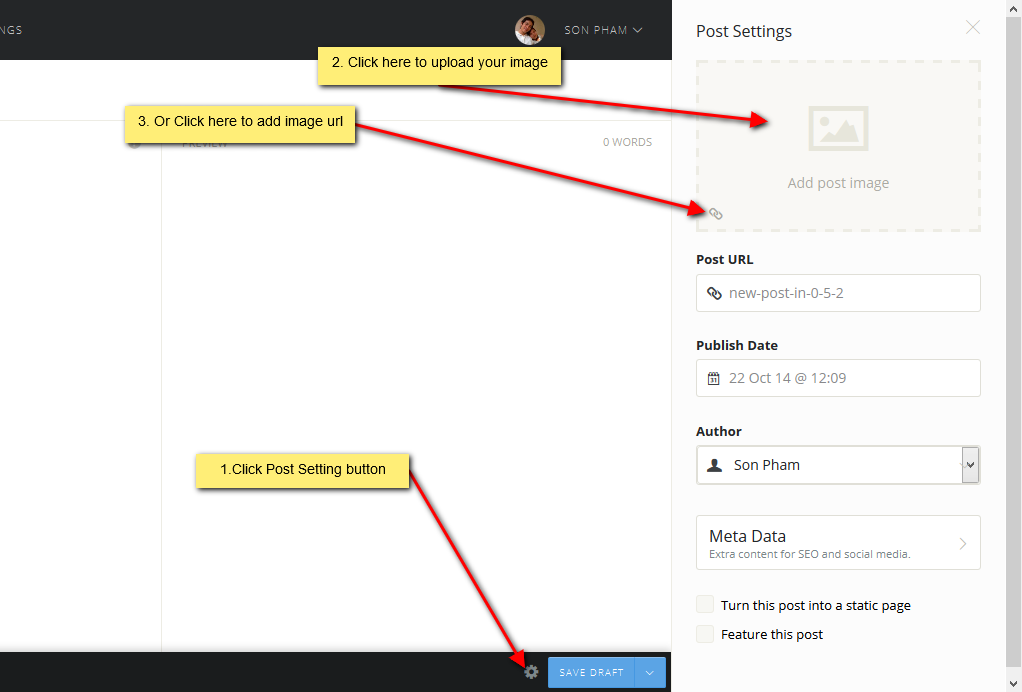 NGS
SON PHAM
Post Settings
2. Click here to upload your image
3. Or Click here to add image url
PREVIEW
0 WORDS
Add post image
Post URL
new-post-in-0-5-2
Publish Date
22 Oct 14 @ 12:09
Author
1.Click Post Setting button
Son Pham
Meta Data
Extra content for SEO and social media.
Turn this post into a static page
Feature this post
SAVE DRAFT